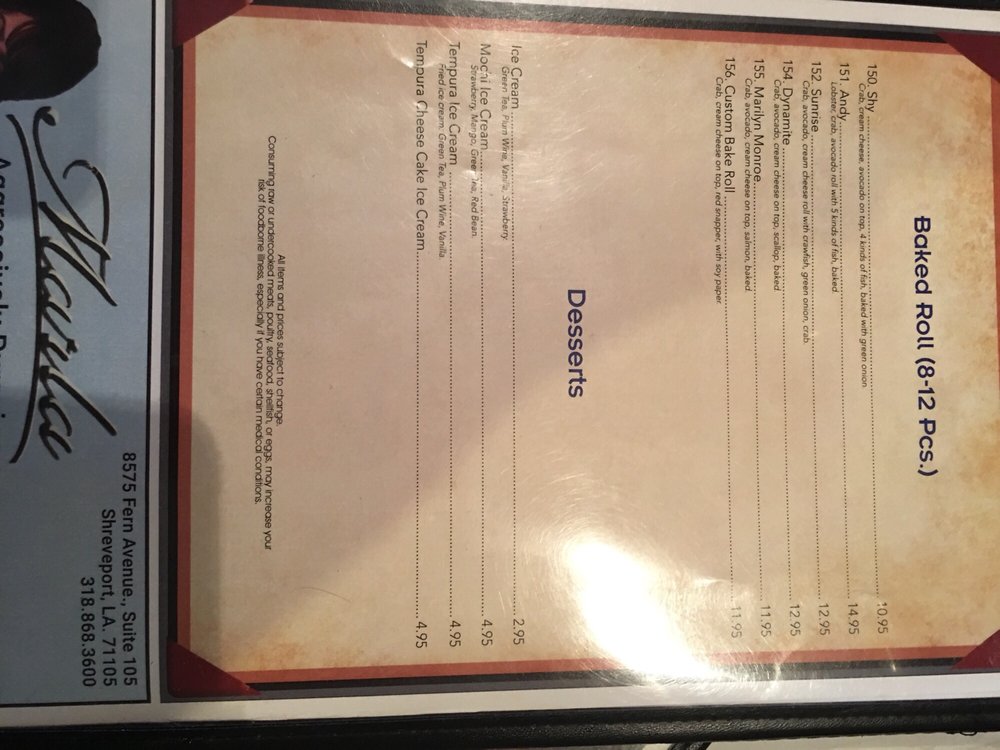 Baked Roll (8-12 Pcs.)
150. Shy 10.95
Crab, cream cheese, avocado on top, 4 kinds of fish, baked with green onion.
151. Andy 14.95
Lobster, crab, avocado roll with 5 kinds of fish, baked.
152. Sunrise 12.95
Crab, avocado, cream cheese roll with crawfish, green onion, crab.
154. Dynamite 12.95
Crab, avocado, cream cheese on top, scallop, baked.
155. Marilyn Monroe 11.95
Crab, avocado, cream cheese on top, salmon, baked.
156. Custom Bake Roll 11.95
Crab, cream cheese on top, red snapper, with soy paper.
Desserts
Ice Cream 2.95
Green Tea, Plum Wine, Vanilla, Strawberry
Mochi Ice Cream 4.95
Strawberry, Mango, Green Tea, Red Bean.
Tempura Ice Cream 4.95
Fried ice cream: Green Tea, Plum Wine, Vanilla
Tempura Cheese Cake Ice Cream 4.95
All items and prices subject to change.
Consuming raw or undercooked meats, poultry, seafood, shellfish, or eggs, may increase your
risk of foodborne illness, especially if you have certain medical conditions.
8575 Fern Avenue., Suite 105
Shreveport, LA. 71105
318.868.3600